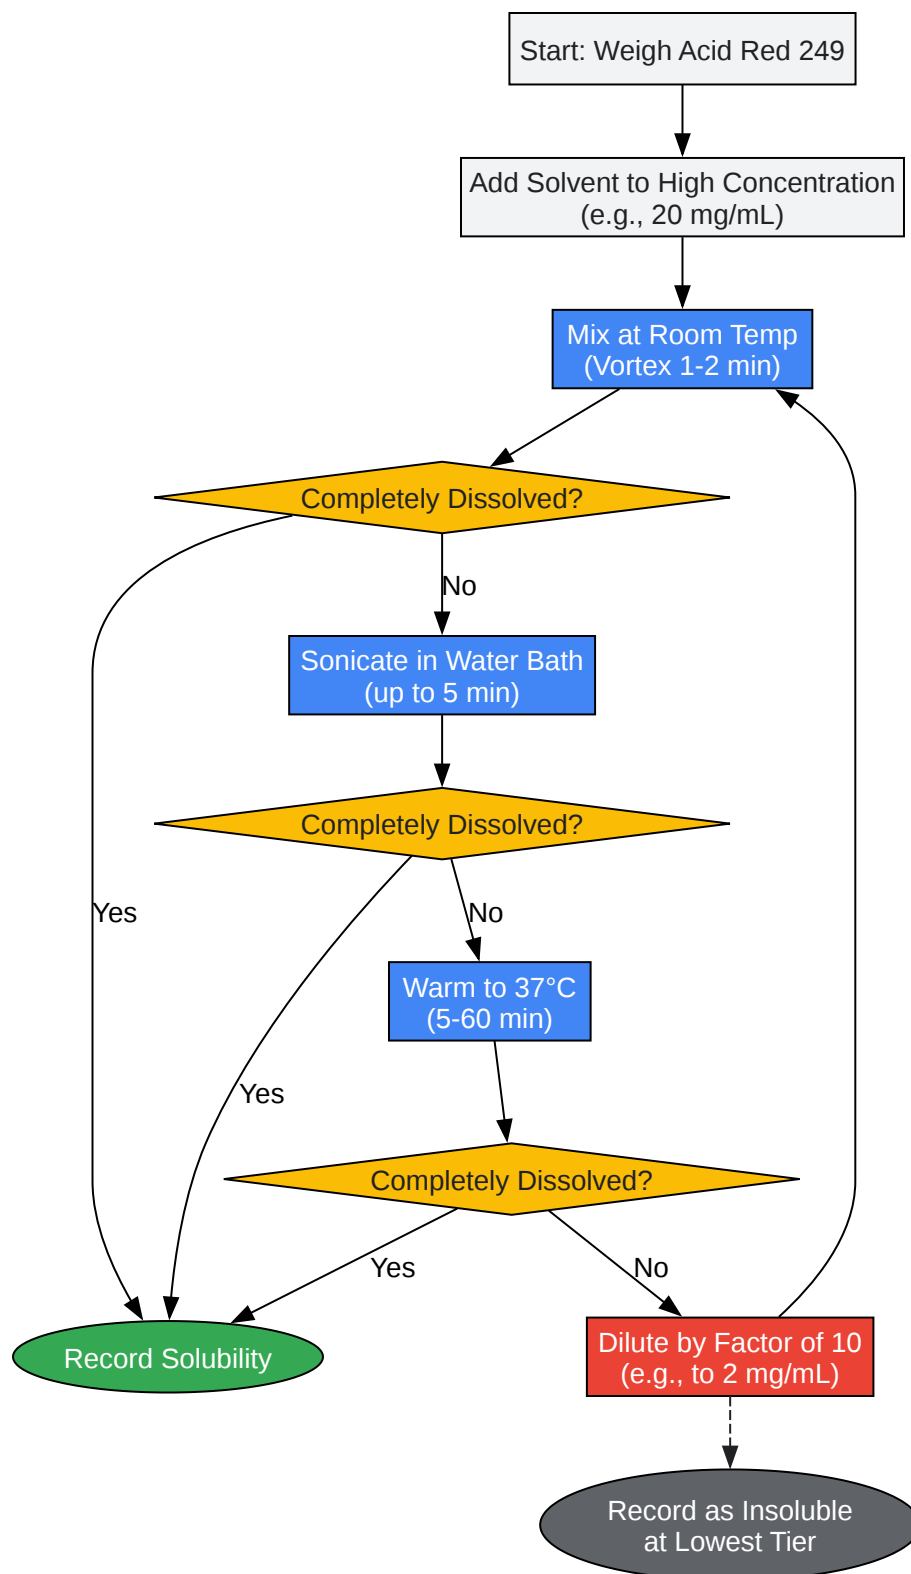 Start: Weigh Acid Red 249
Add Solvent to High Concentration
(e.g., 20 mg/mL)
Mix at Room Temp
(Vortex 1-2 min)
Completely Dissolved?
No
Sonicate in Water Bath
(up to 5 min)
Completely Dissolved?
Yes
No
Warm to 37°C
(5-60 min)
Yes
Completely Dissolved?
Yes
No
Record Solubility
Dilute by Factor of 10
(e.g., to 2 mg/mL)
Record as Insoluble
at Lowest Tier